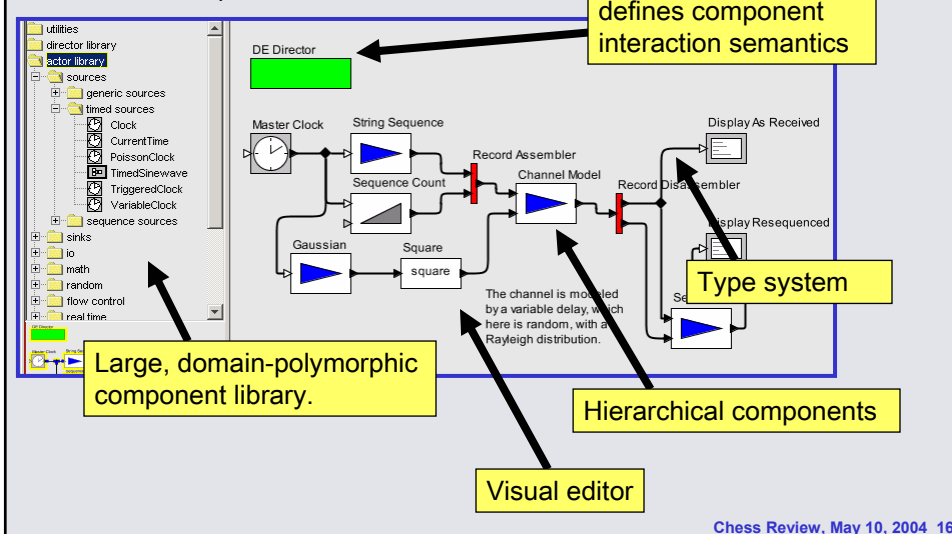 defines component
interaction semantics
utilities
director library
actor library
sources
generic sources
timed sources
Clock
CurrentTime
PoissonClock
TimedSinewave
TriggeredClock
VariableClock
sequence sources
sinks
io
math
random
flow control
real time
DE Director
DE Director
Master Clock
String Sequence
Record Assembler
Sequence Count
Channel Model
Record Disassembler
Display As Received
Display Resequenced
Gaussian
Square
square
The channel is modeled
by a variable delay, which
here is random, with a
Rayleigh distribution.
Type system
Large, domain-polymorphic
component library.
Hierarchical components
Visual editor
Chess Review, May 10, 2004 16